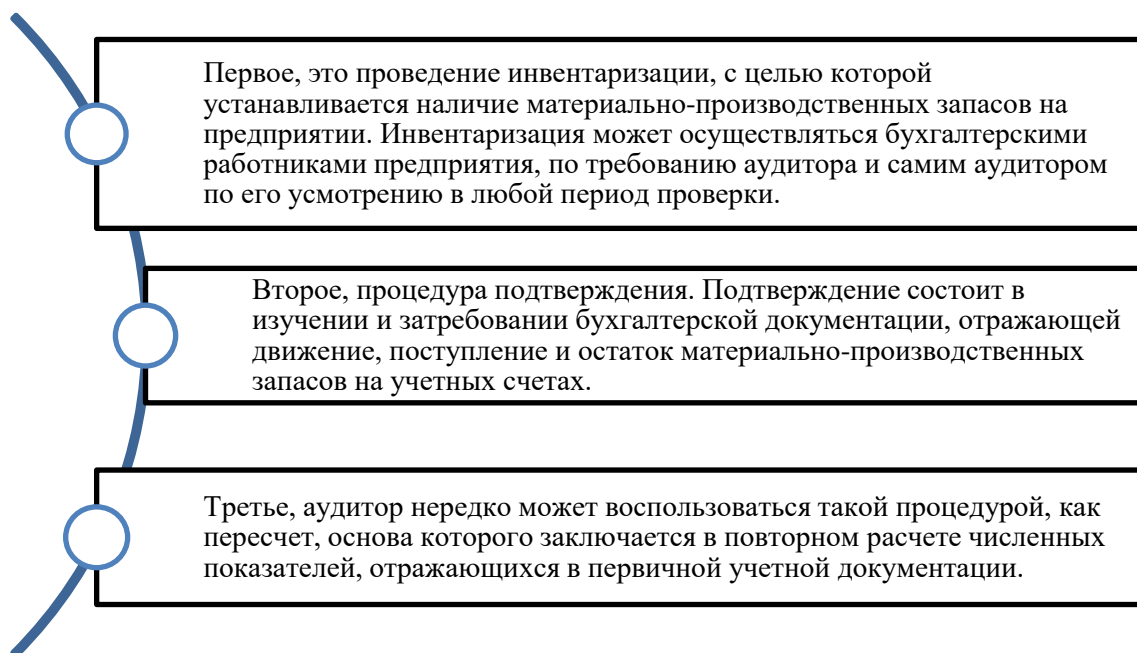 Первое, это проведение инвентаризации, с целью которой
устанавливается наличие материально-производственных запасов на
предприятии. Инвентаризация может осуществляться бухгалтерскими
работниками предприятия, по требованию аудитора и самим аудитором
по его усмотрению в любой период проверки.
Второе, процедура подтверждения. Подтверждение состоит в
изучении и затребовании бухгалтерской документации, отражающей
движение, поступление и остаток материально-производственных
запасов на учетных счетах.
Третье, аудитор нередко может воспользоваться такой процедурой, как
пересчет, основа которого заключается в повторном расчете численных
показателей, отражающихся в первичной учетной документации.